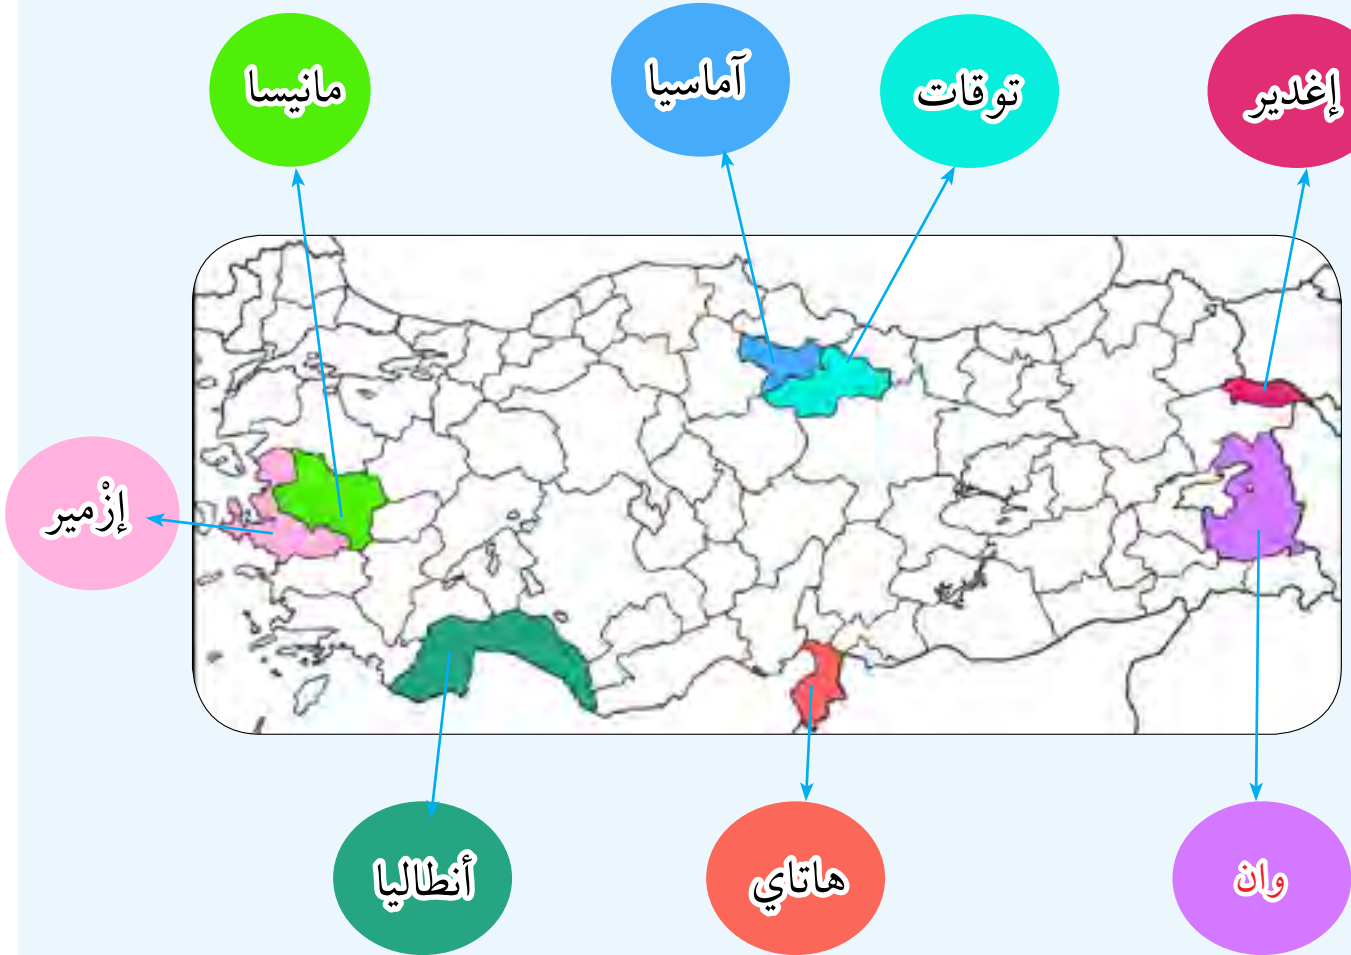 إغدير
توقات
آماسيا
مانيسا
إزْمير
وان
هاتاي
أنطاليا